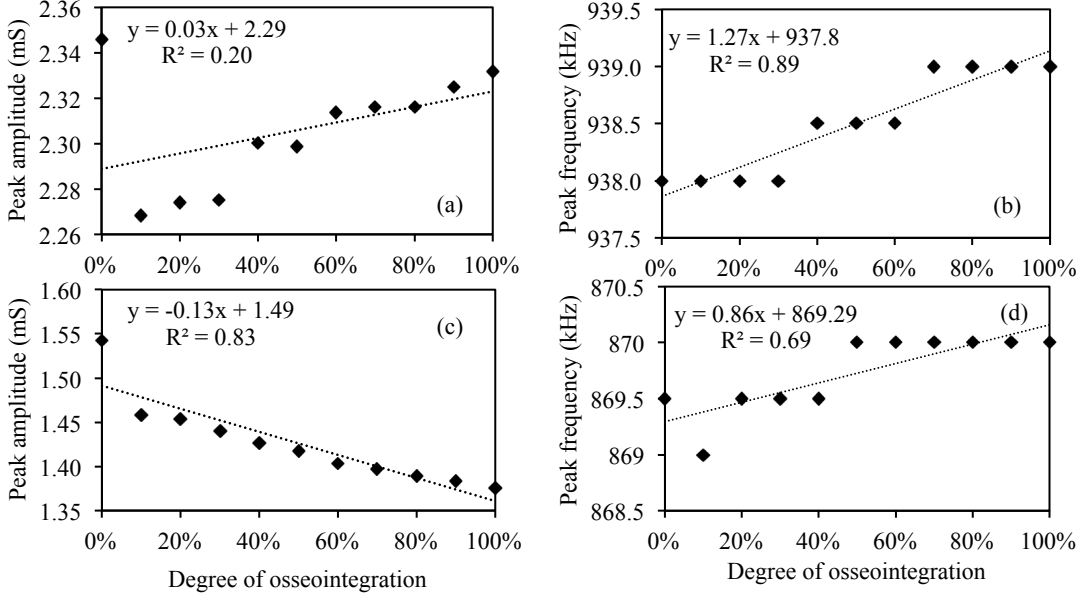 2.36
2.34
2.32
2.30
2.28
2.26
Peak amplitude (mS)
y = 0.03x + 2.29
R² = 0.20
(a)
0% 20% 40% 60% 80% 100%
939.5
939.0
938.5
938.0
937.5
Peak frequency (kHz)
y = 1.27x + 937.8
R² = 0.89
(b)
0% 20% 40% 60% 80% 100%
1.60
1.55
1.50
1.45
1.40
1.35
Peak amplitude (mS)
y = -0.13x + 1.49
R² = 0.83
(c)
0% 20% 40% 60% 80% 100%
Degree of osseointegration
870.5
870
869.5
869
868.5
Peak frequency (kHz)
y = 0.86x + 869.29
R² = 0.69
(d)
0% 20% 40% 60% 80% 100%
Degree of osseointegration